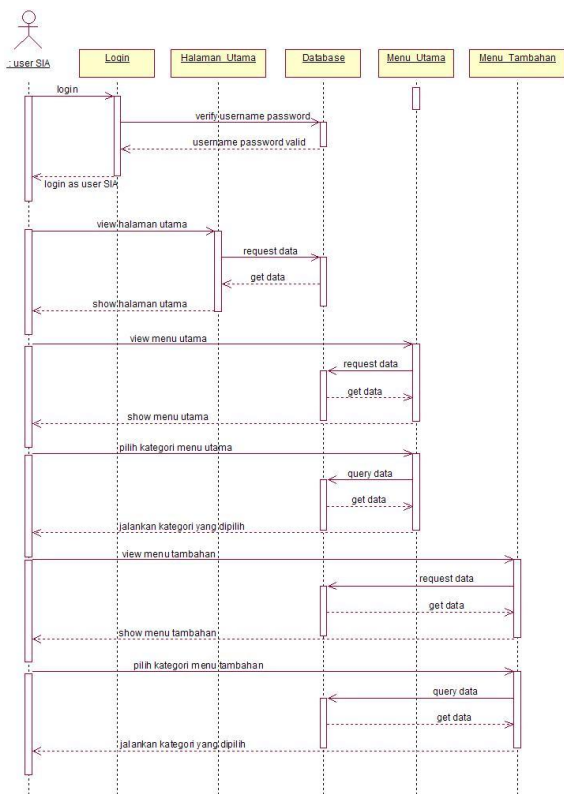 : user SIA
Login
Halaman_Utama
Database
Menu_Utama
Menu_Tambahan
login
verify username password
username password valid
login as user SIA
view halaman utama
request data
get data
show halaman utama
view menu utama
request data
get data
show menu utama
pilih kategori menu utama
query data
get data
jalankan kategori yang dipilih
view menu tambahan
request data
get data
show menu tambahan
pilih kategori menu tambahan
query data
get data
jalankan kategori yang dipilih